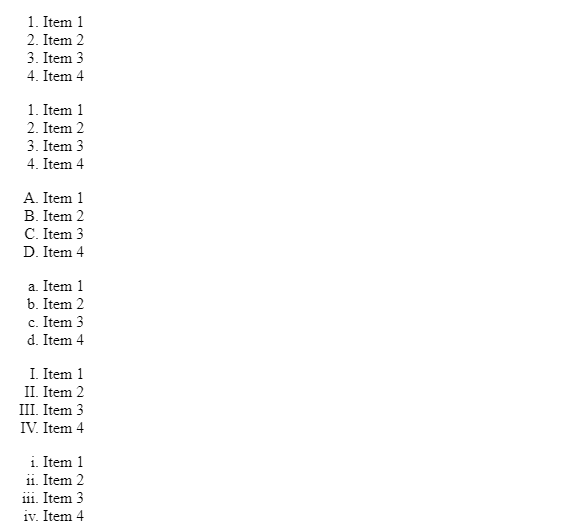 1. Item 1
2. Item 2
3. Item 3
4. Item 4
1. Item 1
2. Item 2
3. Item 3
4. Item 4
A. Item 1
B. Item 2
C. Item 3
D. Item 4
a. Item 1
b. Item 2
c. Item 3
d. Item 4
I. Item 1
II. Item 2
III. Item 3
IV. Item 4
i. Item 1
ii. Item 2
iii. Item 3
iv. Item 4